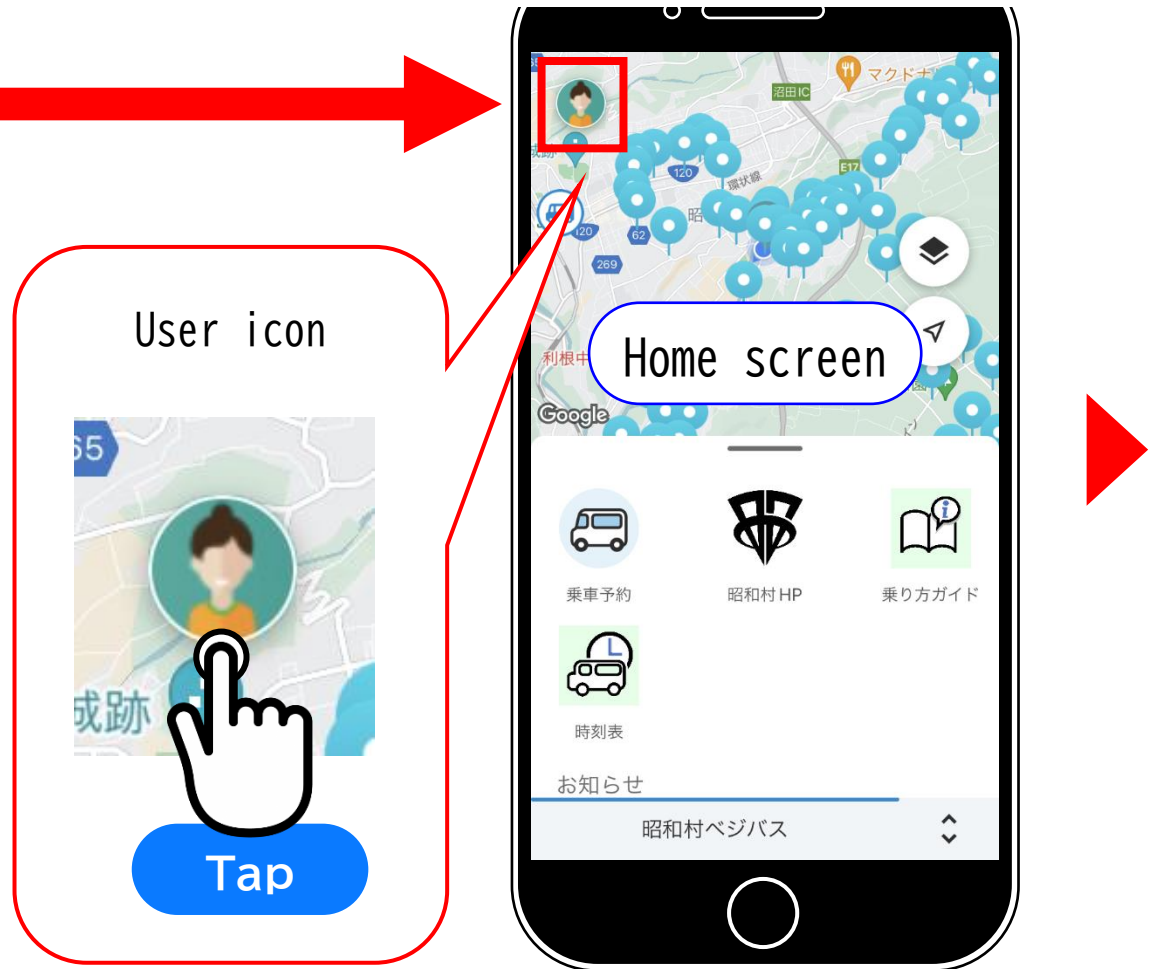 User icon
65
成跡
Tap
マクドナ
沼田IC
120
環状線
E17
昭
120
62
269
利根中
Home screen
Google
乗車予約
昭和村HP
乗り方ガイド
時刻表
お知らせ
昭和村ベジバス